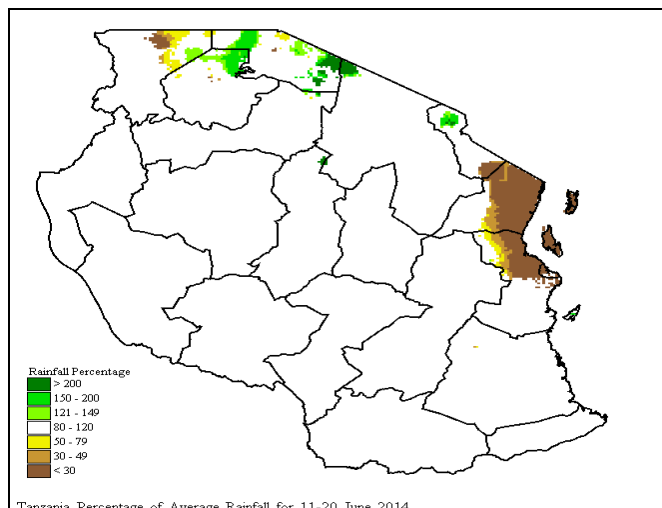 Rainfall Percentage
> 200
150 - 200
121 - 149
80 - 120
50 - 79
30 - 49
< 30
Tanzania Percentage of Average Rainfall for 11-20 June 2014